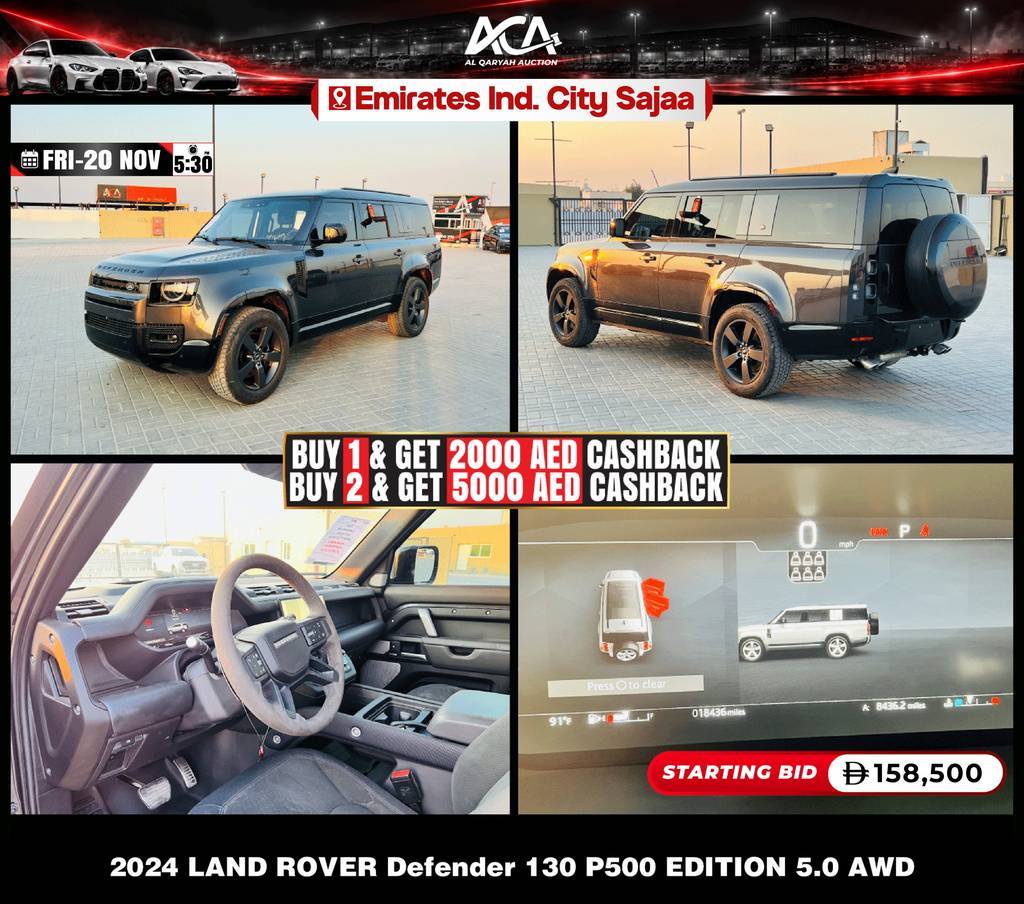 ACA
AL QARYAH AUCTION
Emirates Ind. City Sajaa
FRI-20 NOV
5:30
DEFENDER
BUY 1 & GET 2000 AED CASHBACK
BUY 2 & GET 5000 AED CASHBACK
0
mph
PARK P
Press O to clear
91°F
018436 miles
A: 8436.2 miles
STARTING BID
158,500
2024 LAND ROVER Defender 130 P500 EDITION 5.0 AWD